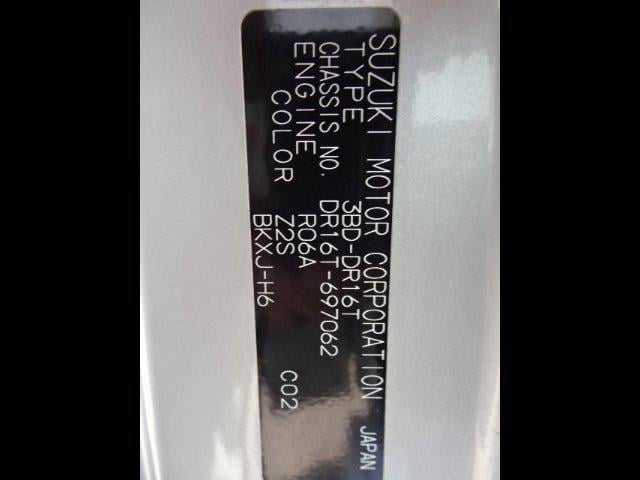 SUZUKI MOTOR CORPORATION JAPAN
TYPE 3BD-DR16T
CHASSIS NO. DR16T-697062
ENGINE R06A
COLOR Z2S C02
BKXJ-H6